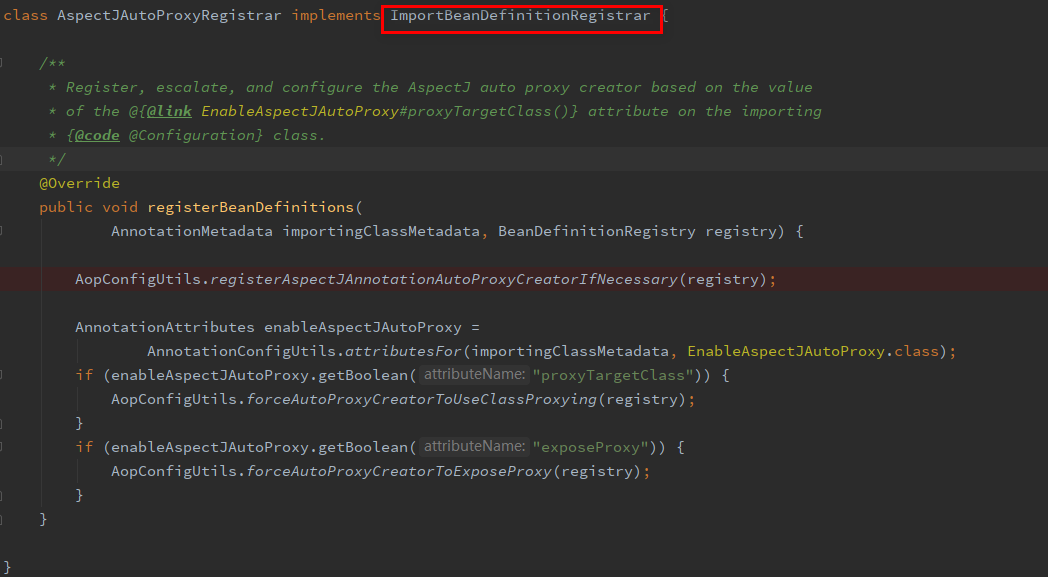 class AspectJAutoProxyRegistrar implements ImportBeanDefinitionRegistrar {
/**
* Register, escalate, and configure the AspectJ auto proxy creator based on the value
* of the @{@link EnableAspectJAutoProxy#proxyTargetClass()} attribute on the importing
* {@code @Configuration} class.
*/
@Override
public void registerBeanDefinitions(
AnnotationMetadata importingClassMetadata, BeanDefinitionRegistry registry) {
AopConfigUtils.registerAspectJAnnotationAutoProxyCreatorIfNecessary(registry);
AnnotationAttributes enableAspectJAutoProxy =
AnnotationConfigUtils.attributesFor(importingClassMetadata, EnableAspectJAutoProxy.class);
if (enableAspectJAutoProxy.getBoolean( attributeName: "proxyTargetClass")) {
AopConfigUtils.forceAutoProxyCreatorToUseClassProxying(registry);
}
if (enableAspectJAutoProxy.getBoolean( attributeName: "exposeProxy")) {
AopConfigUtils.forceAutoProxyCreatorToExposeProxy(registry);
}
}
}